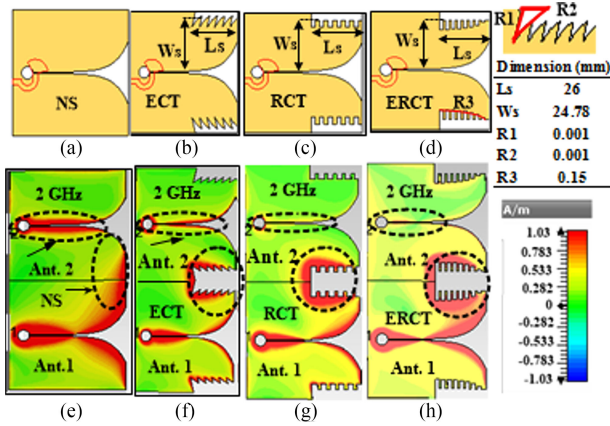 NS
(a)
Ws
Ls
ECT
(b)
Ws
Ls
RCT
(c)
Ws
Ls
R3
ERCT
(d)
R1
R2
Dimension (mm)
Ls 26
Ws 24.78
R1 0.001
R2 0.001
R3 0.15
2 GHz
Ant. 2
NS
Ant.1
(e)
2 GHz
Ant. 2
ECT
Ant. 1
(f)
2 GHz
Ant. 2
RCT
Ant. 1
(g)
2 GHz
Ant. 2
ERCT
Ant. 1
(h)
A/m
1.03
0.783
0.533
0.282
0
-0.282
-0.533
-0.783
-1.03